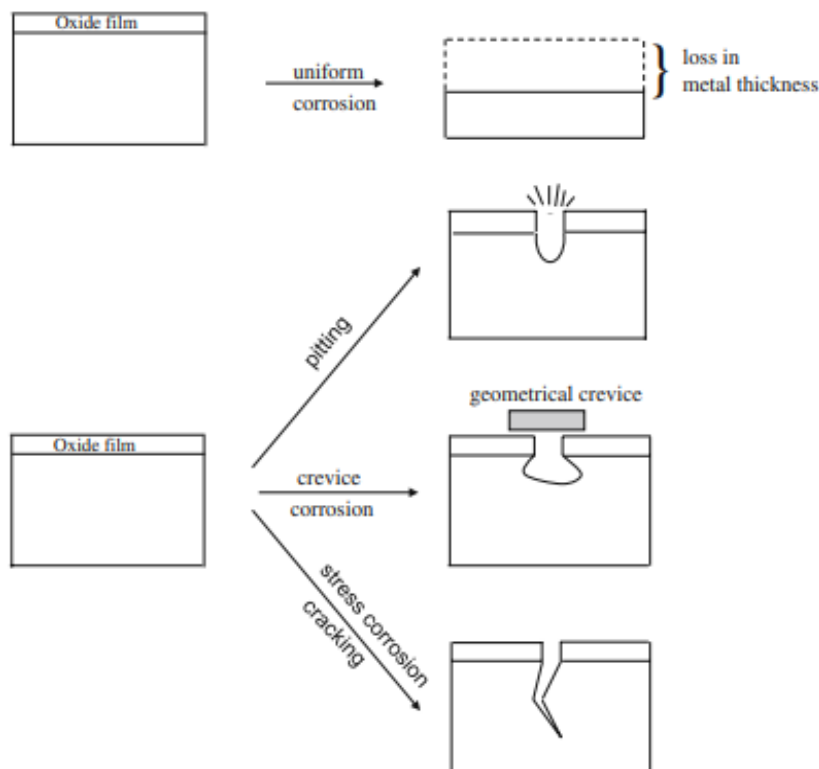 Oxide film
uniform
corrosion
loss in
metal thickness
pitting
geometrical crevice
Oxide film
crevice
corrosion
stress corrosion
cracking